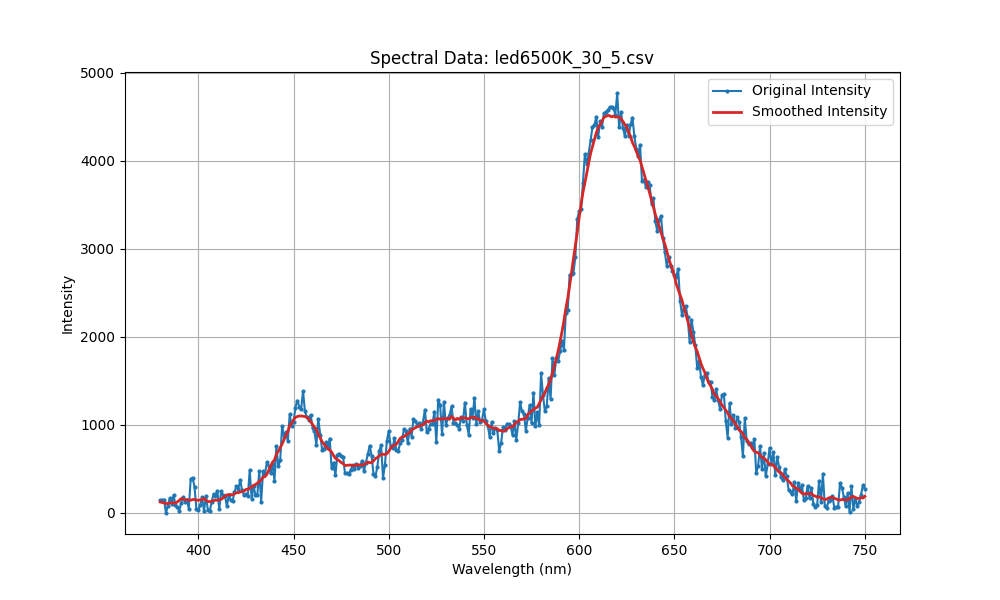 Spectral Data: led6500K_30_5.csv
Original Intensity
Smoothed Intensity
5000
4000
3000
2000
1000
0
Intensity
400 450 500 550 600 650 700 750
Wavelength (nm)